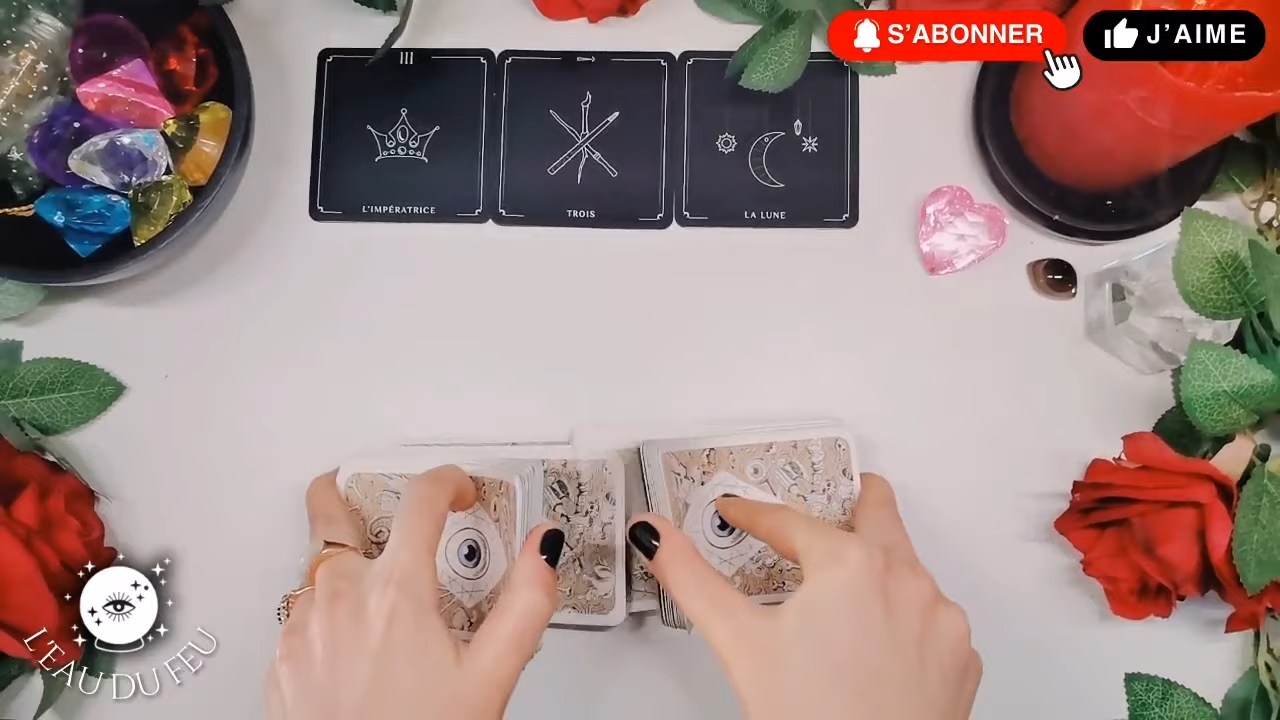 S'ABONNER
J'AIME
III
L'IMPÉRATRICE
TROIS
LA LUNE
L'EAU DU FEU